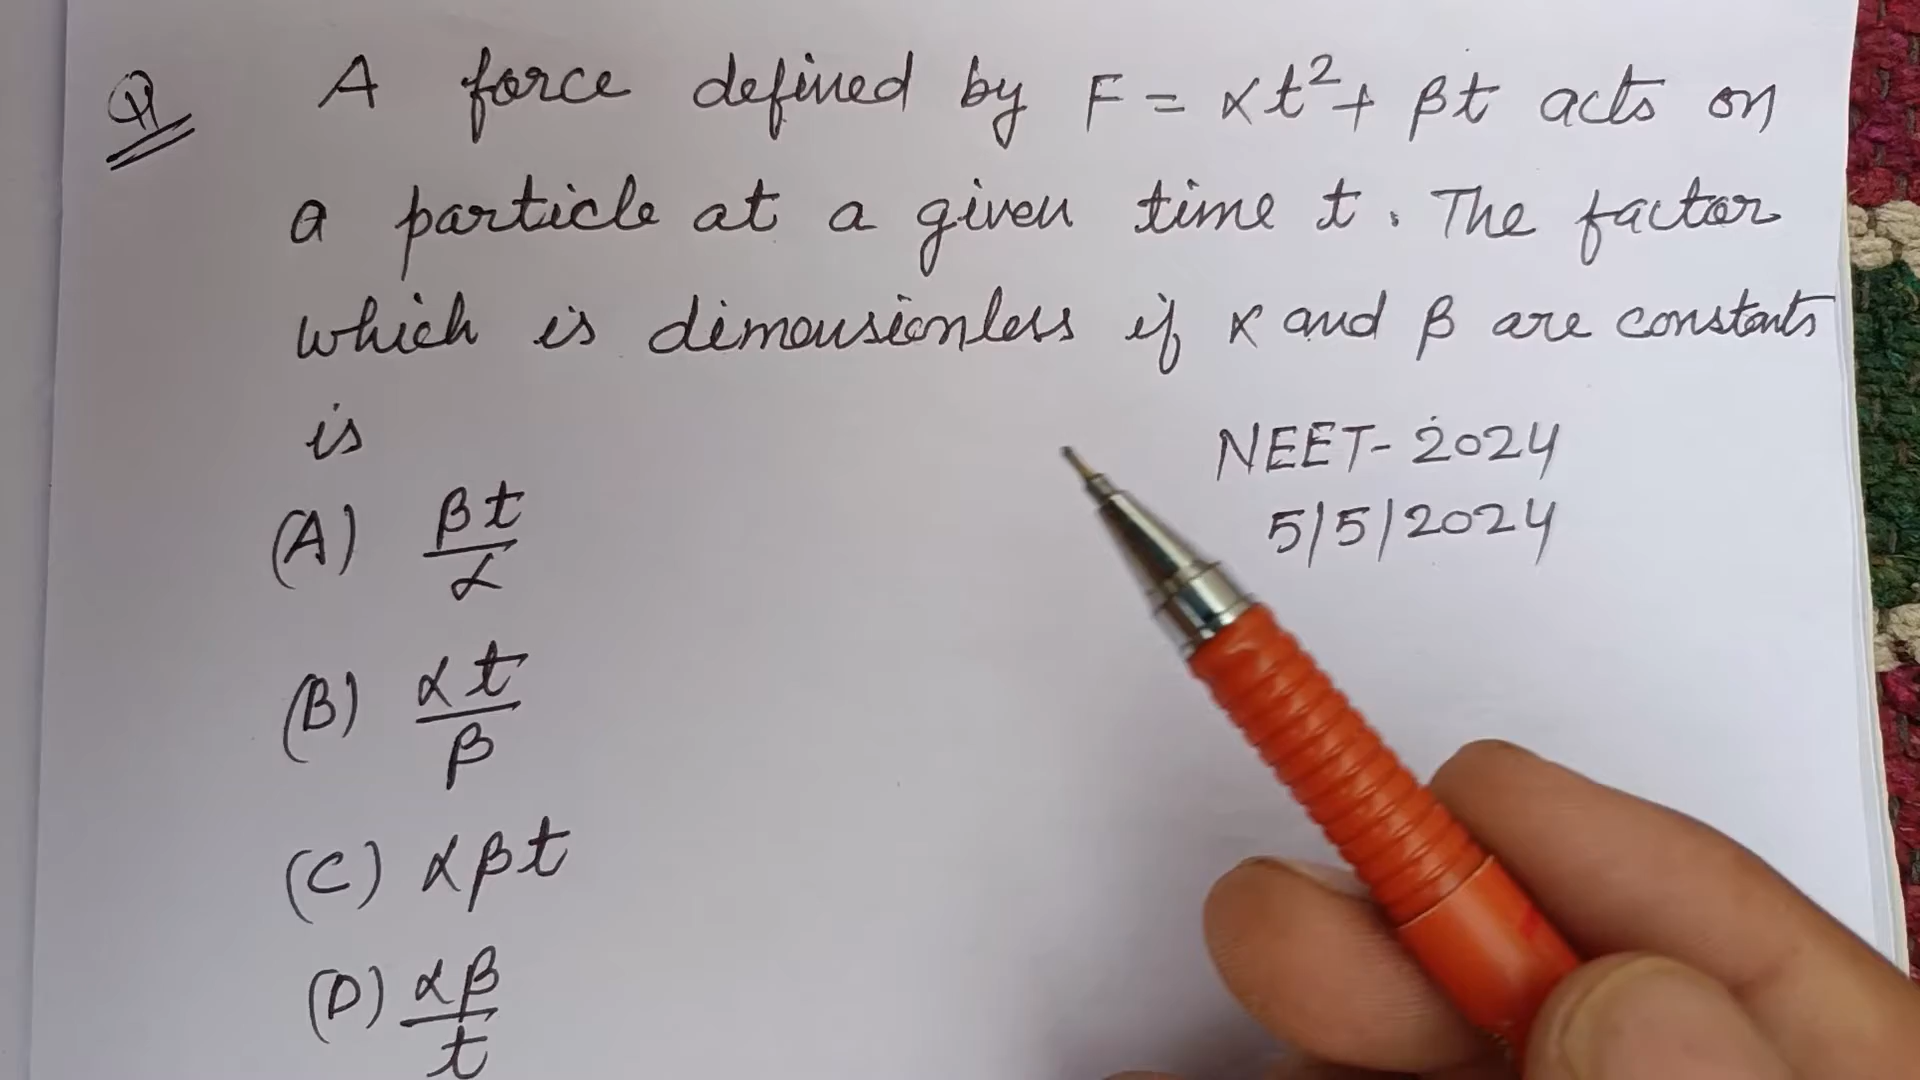 Q A force defined by F = αt² + βt acts on
a particle at a given time t. The factor
which is dimensionless if α and β are constants
is
NEET- 2024
5/5/2024
(A) βt/α
(B) αt/β
(C) αβt
(D) αβ/t